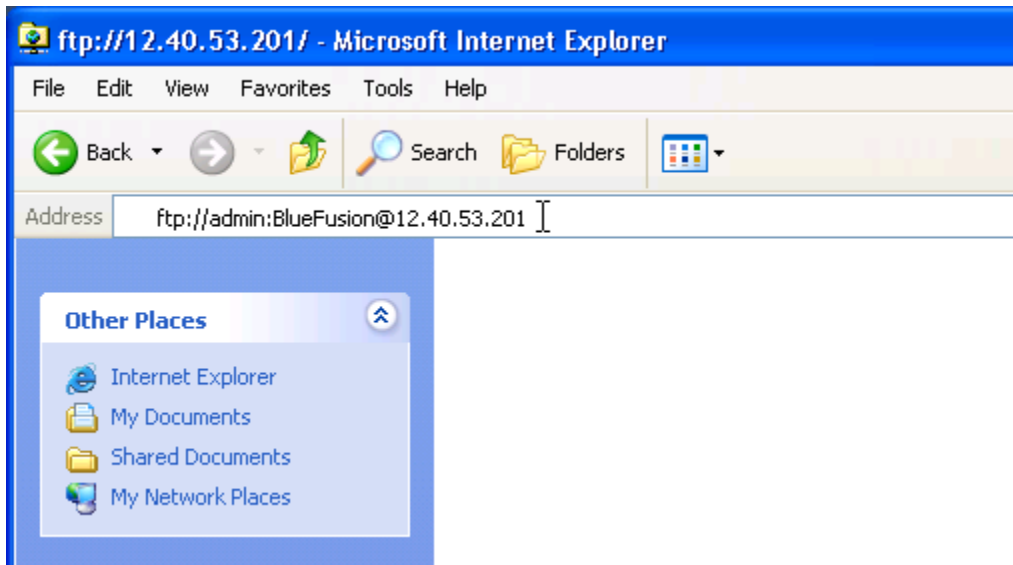 ftp://12.40.53.201/ - Microsoft Internet Explorer
File Edit View Favorites Tools Help
Back Search Folders
Address ftp://admin:BlueFusion@12.40.53.201
Other Places
Internet Explorer
My Documents
Shared Documents
My Network Places